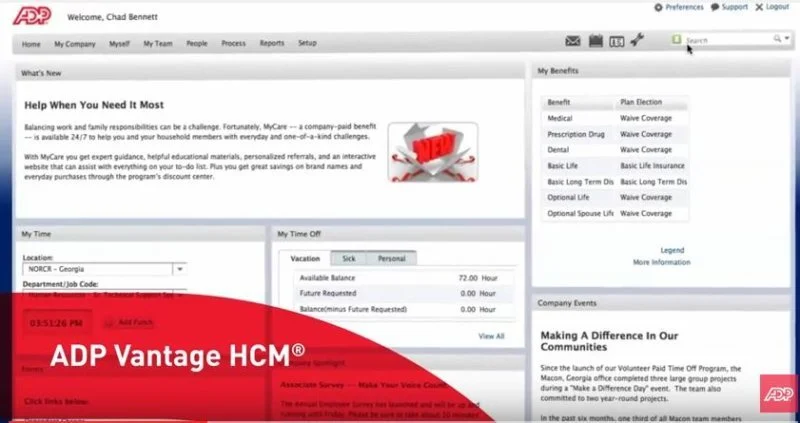 ADP
Welcome, Chad Bennett
Preferences Support Logout
Home My Company Myself My Team People Process Reports Setup
Search
What's New
Help When You Need It Most
Balancing work and family responsibilities can be a challenge. Fortunately, MyCare -- a company-paid benefit
-- is available 24/7 to help you and your household members with everyday and one-of-a-kind challenges.
With MyCare you get expert guidance, helpful educational materials, personalized referrals, and an interactive
website that can assist with everything on your to-do list. Plus you get great savings on brand names and
everyday purchases through the program's discount center.
NEW
My Benefits
Benefit Plan Election
Medical Waive Coverage
Prescription Drug Waive Coverage
Dental Waive Coverage
Basic Life Basic Life Insurance
Basic Long Term Dis Basic Long Term Dis
Optional Life Waive Coverage
Optional Spouse Life Waive Coverage
Legend
More Information
My Time
Location:
NORCR - Georgia
Department/Job Code:
Human Resource - Sr. Technical Support
03:51:26 PM Add Punch
My Time Off
Vacation Sick Personal
Available Balance 72.00 Hour
Future Requested 0.00 Hour
Balance(minus Future Requested) 0.00 Hour
View All
ADP Vantage HCM®
Forms
Click links below:
Spotlight
Associate Survey -- Make Your Voice Count
The Annual Employee Survey has launched and will be up and
running until Friday. Please be sure to take about 10 minutes
Company Events
Making A Difference In Our
Communities
Since the launch of our Volunteer Paid Time Off Program, the
Macon, Georgia office completed three large group projects
during a "Make a Difference Day" event. The team also
committed to two year-round projects.
In the past six months, one third of all Macon team members
ADP